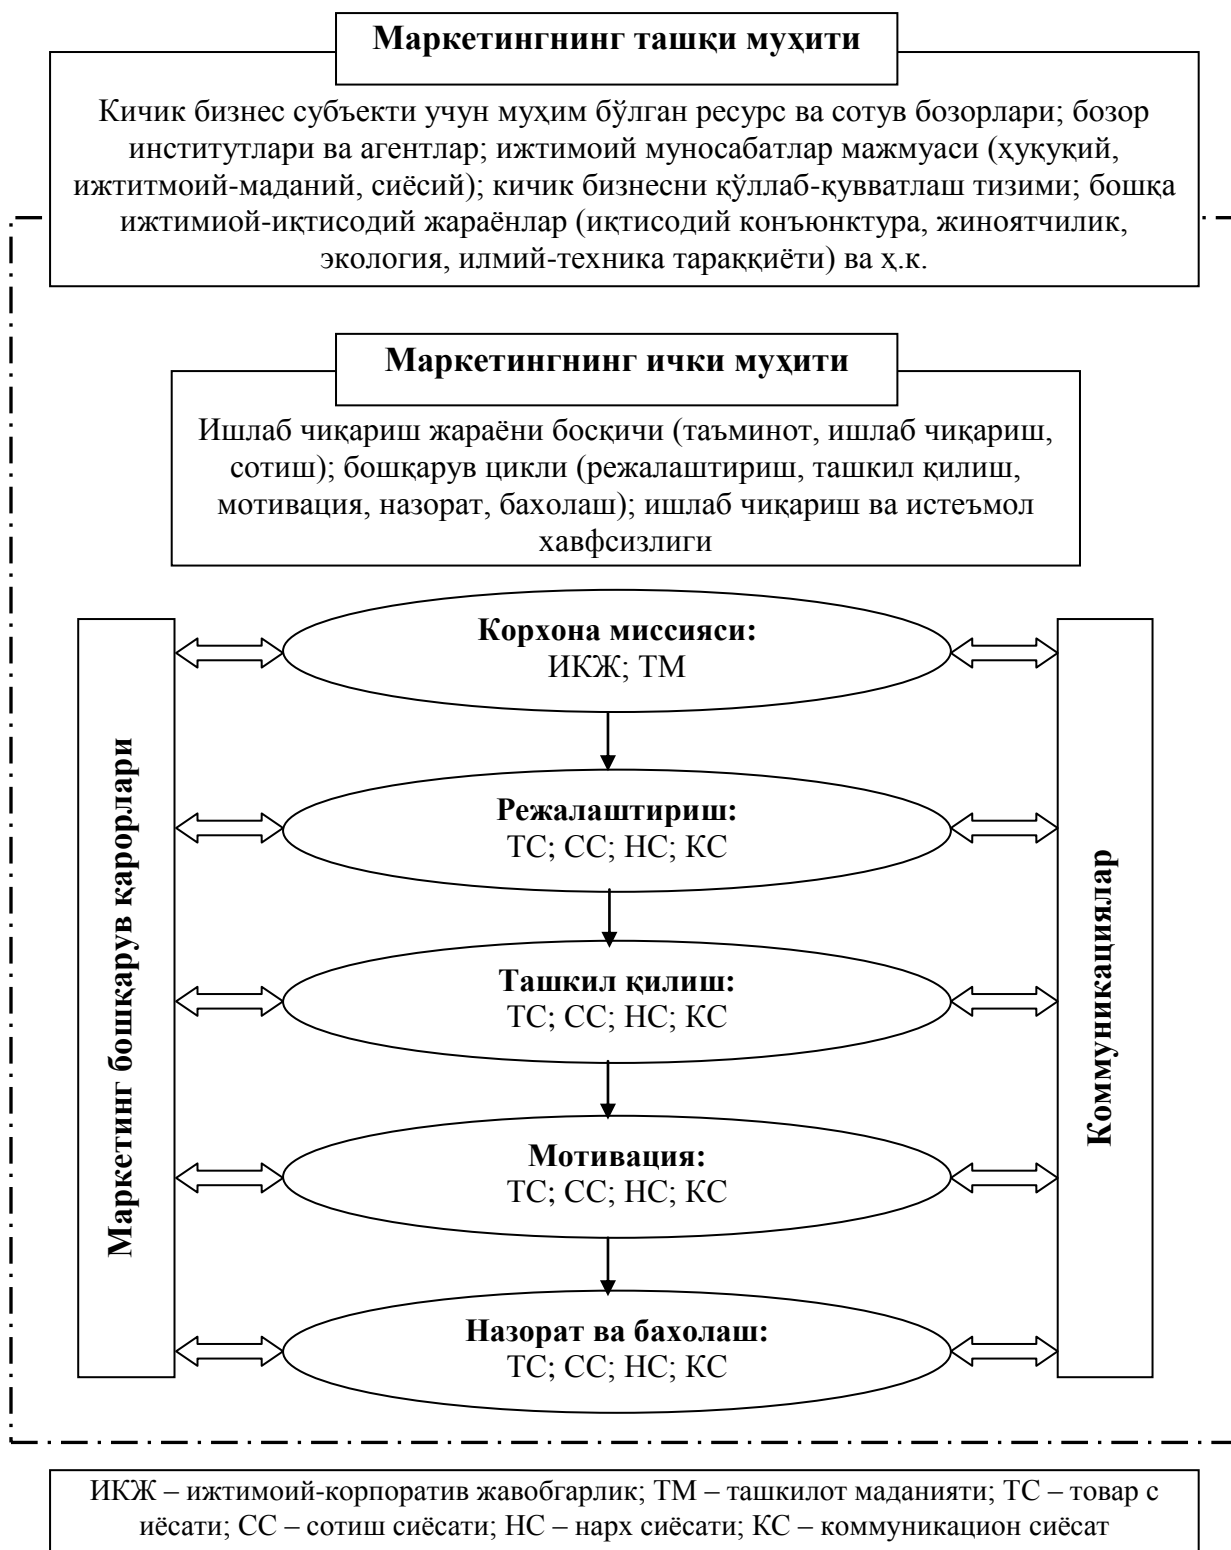 Маркетингнинг ташқи муҳити
Кичик бизнес субъекти учун муҳим бўлган ресурс ва сотув бозорлари; бозор
институтлари ва агентлар; ижтимоий муносабатлар мажмуаси (ҳуқуқий,
ижтитмоий-маданий, сиёсий); кичик бизнесни қўллаб-қувватлаш тизими; бошқа
ижтимиой-иқтисодий жараёнлар (иқтисодий конъюнктура, жиноятчилик,
экология, илмий-техника тараққиёти) ва ҳ.к.
Маркетингнинг ички муҳити
Ишлаб чиқариш жараёни босқичи (таъминот, ишлаб чиқариш,
сотиш); бошқарув цикли (режалаштириш, ташкил қилиш,
мотивация, назорат, бахолаш); ишлаб чиқариш ва истеъмол
хавфсизлиги
Маркетинг бошқарув қарорлари
Корхона миссияси:
ИКЖ; ТМ
Режалаштириш:
ТС; СС; НС; КС
Ташкил қилиш:
ТС; СС; НС; КС
Мотивация:
ТС; СС; НС; КС
Назорат ва бахолаш:
ТС; СС; НС; КС
Коммуникациялар
ИКЖ – ижтимоий-корпоратив жавобгарлик; ТМ – ташкилот маданияти; ТС – товар с
иёсати; СС – сотиш сиёсати; НС – нарх сиёсати; КС – коммуникацион сиёсат